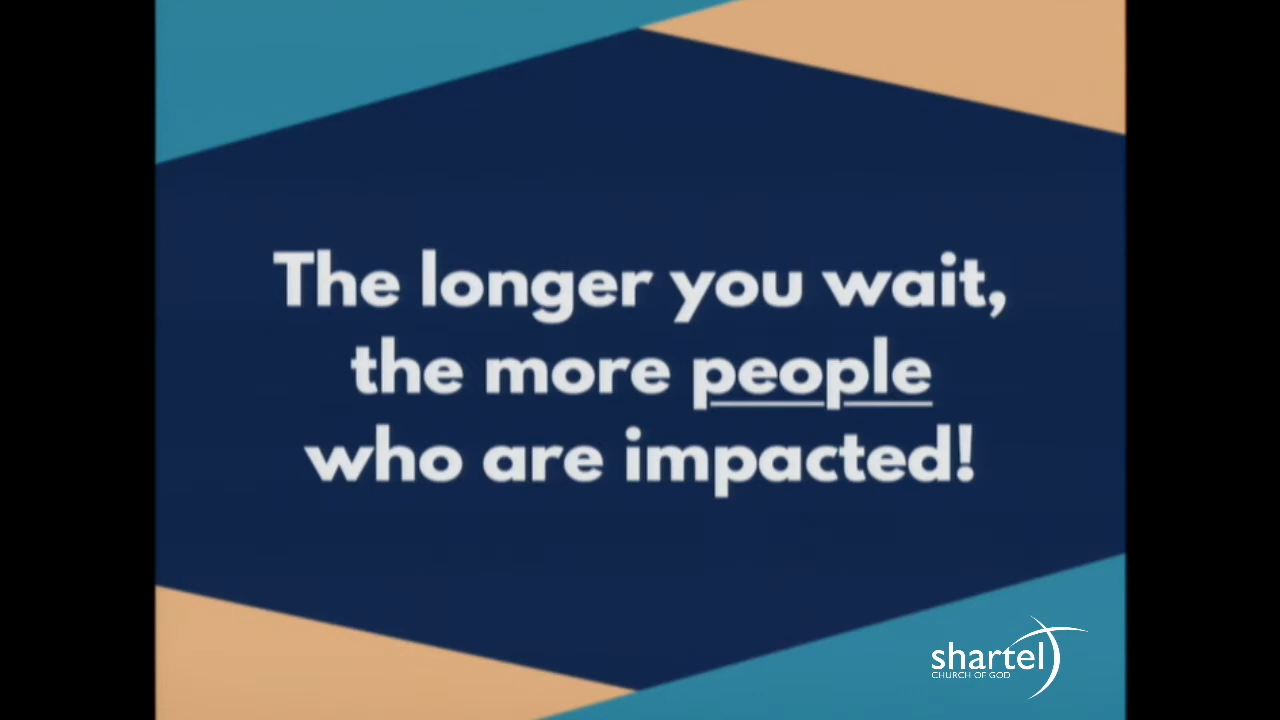 The longer you wait,
the more people
who are impacted!
shartel
CHURCH OF GOD